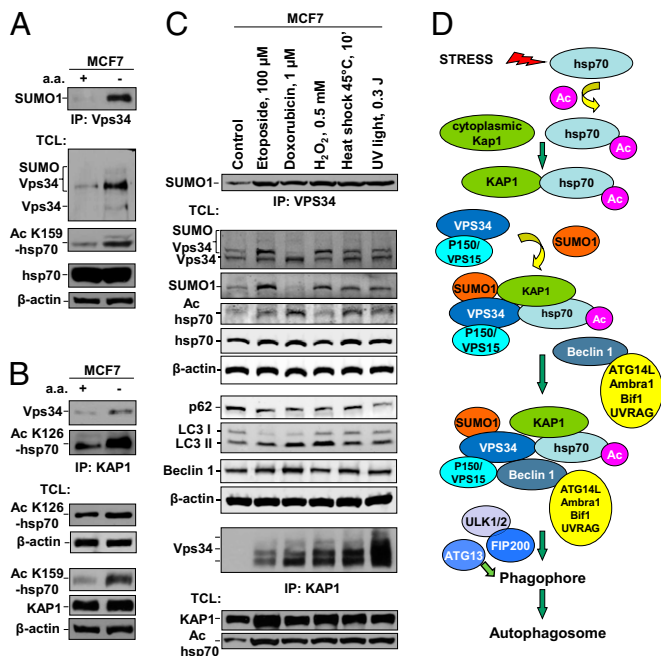 A
MCF7
a.a. + -
SUMO1
IP: Vps34
TCL:
SUMO
Vps34
Vps34
Ac K159
-hsp70
hsp70
β-actin
B
MCF7
a.a. + -
Vps34
Ac K126
-hsp70
IP: KAP1
TCL:
Ac K126
-hsp70
β-actin
Ac K159
-hsp70
KAP1
β-actin
C
MCF7
Control
Etoposide, 100 µM
Doxorubicin, 1 µM
H2O2, 0.5 mM
Heat shock 45°C, 10'
UV light, 0.3 J
SUMO1
IP: VPS34
TCL:
SUMO
Vps34
Vps34
SUMO1
Ac
hsp70
hsp70
β-actin
p62
LC3 I
LC3 II
Beclin 1
β-actin
Vps34
IP: KAP1
TCL:
KAP1
Ac
hsp70
D
STRESS
hsp70
Ac
cytoplasmic
Kap1
hsp70
Ac
KAP1
hsp70
Ac
VPS34
P150/
VPS15
SUMO1
SUMO1
KAP1
VPS34
hsp70
Ac
P150/
VPS15
Beclin 1
ATG14L
Ambra1
Bif1
UVRAG
SUMO1
KAP1
VPS34
hsp70
Ac
P150/
VPS15
Beclin 1
ATG14L
Ambra1
Bif1
UVRAG
ULK1/2
FIP200
ATG13
Phagophore
Autophagosome